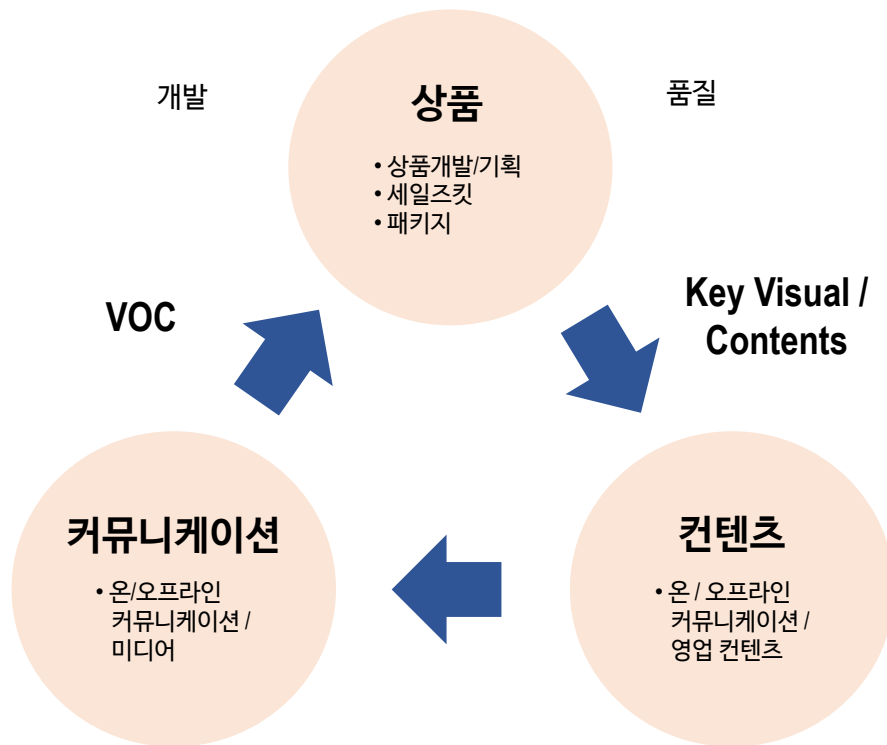 개발
상품
품질
• 상품개발/기획
• 세일즈킷
• 패키지
VOC
Key Visual /
Contents
커뮤니케이션
• 온/오프라인
커뮤니케이션 /
미디어
컨텐츠
• 온 / 오프라인
커뮤니케이션 /
영업 컨텐츠